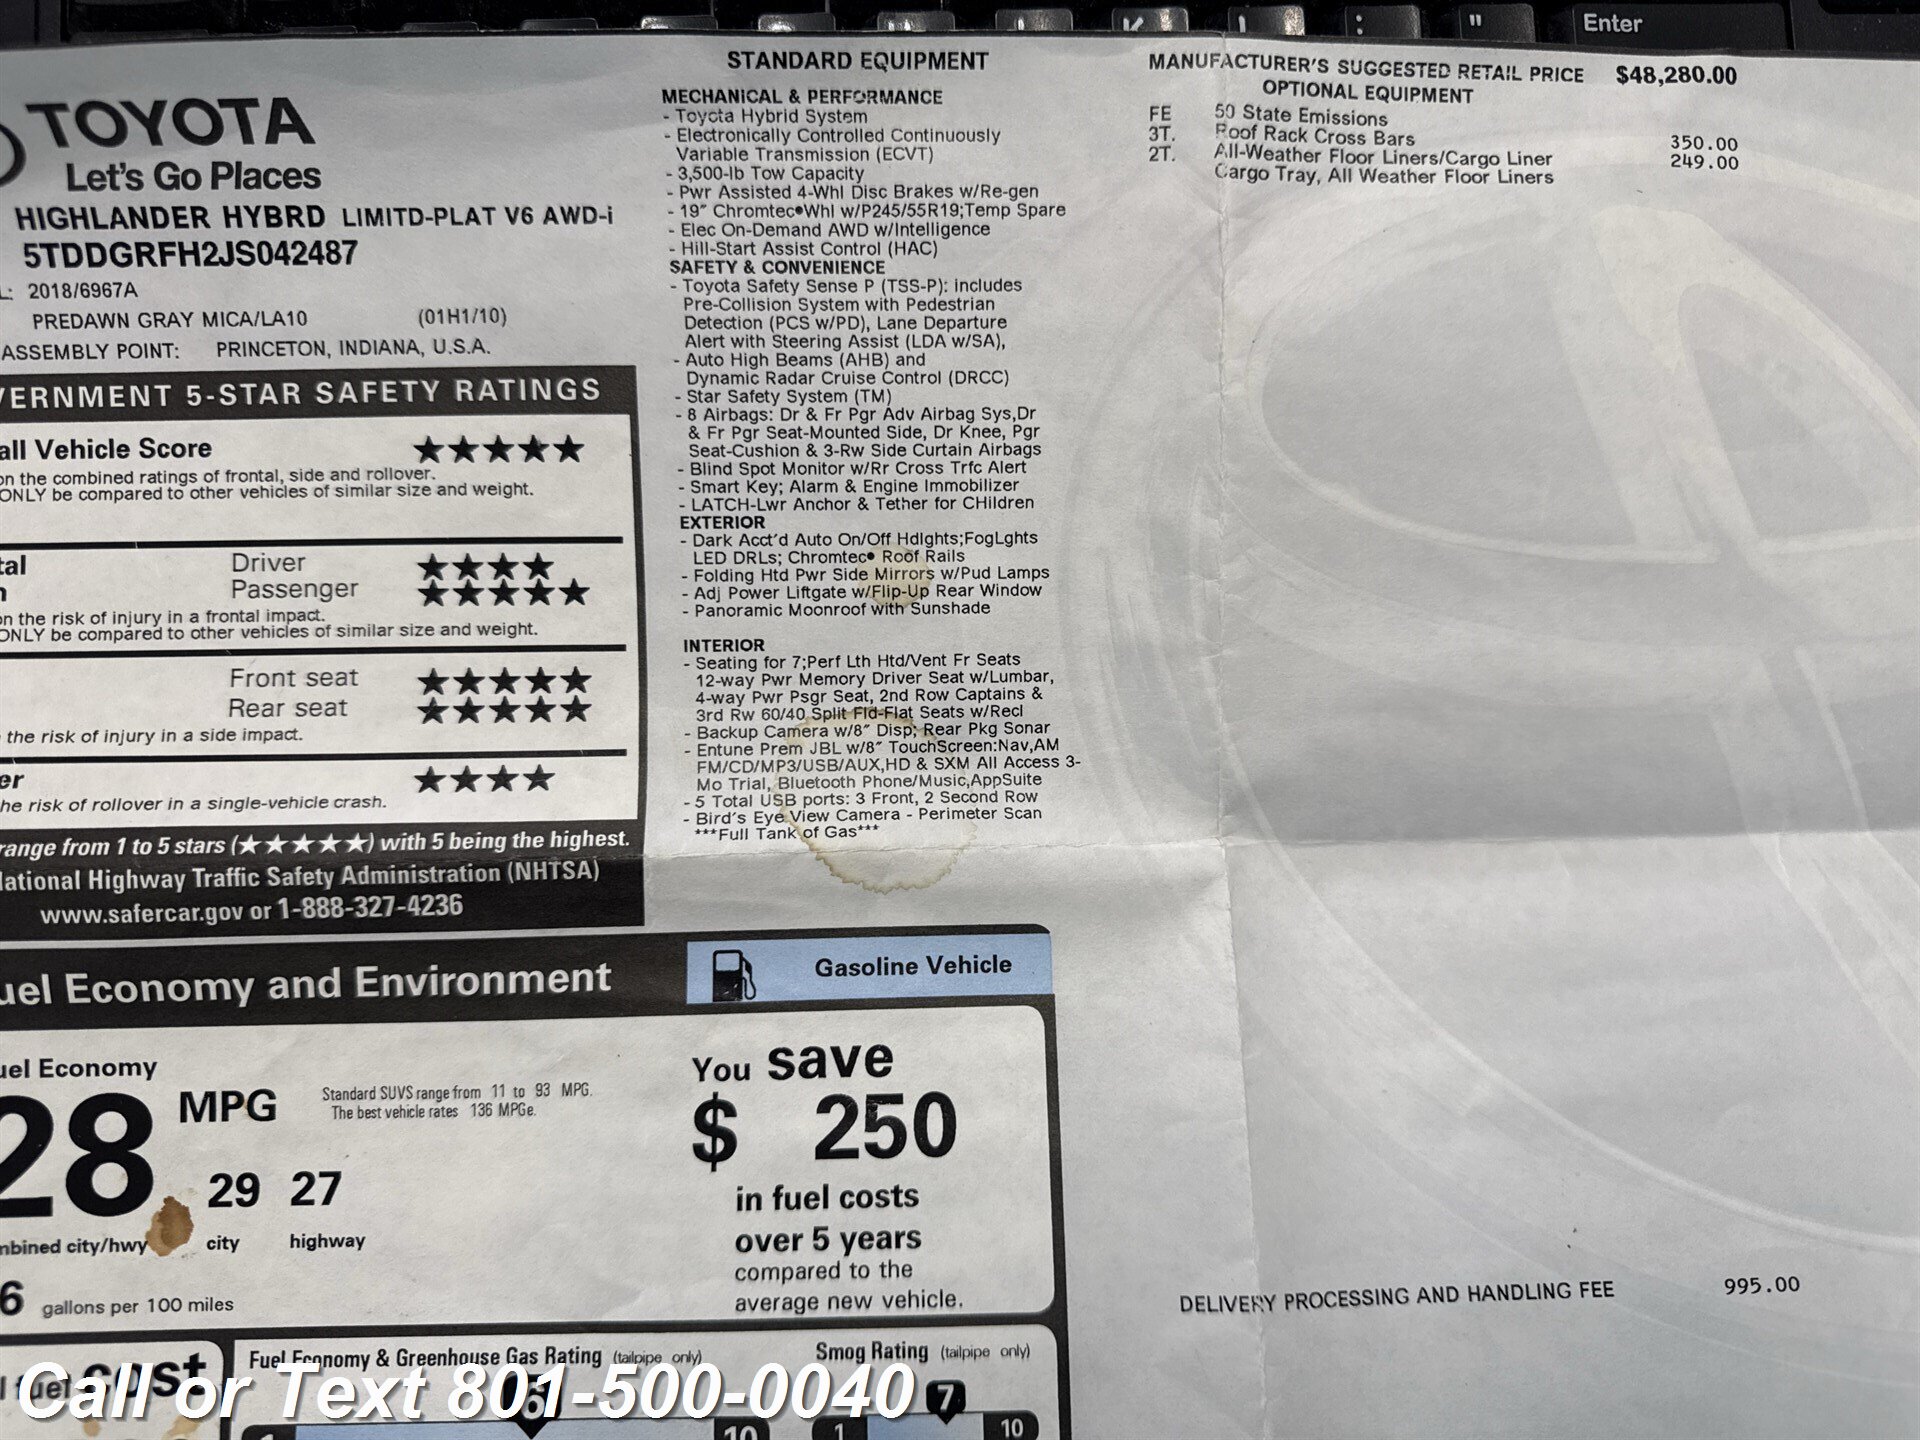 Enter
K L : "
TOYOTA
Let's Go Places
HIGHLANDER HYBRD LIMITD-PLAT V6 AWD-i
5TDDGRFH2JS042487
L: 2018/6967A
PREDAWN GRAY MICA/LA10 (01H1/10)
ASSEMBLY POINT: PRINCETON, INDIANA, U.S.A.
VERNMENT 5-STAR SAFETY RATINGS
all Vehicle Score ★★★★★
on the combined ratings of frontal, side and rollover.
ONLY be compared to other vehicles of similar size and weight.
tal Driver ★★★★
Passenger ★★★★★
on the risk of injury in a frontal impact.
ONLY be compared to other vehicles of similar size and weight.
Front seat ★★★★★
Rear seat ★★★★★
the risk of injury in a side impact.
er ★★★★
he risk of rollover in a single-vehicle crash.
range from 1 to 5 stars (★★★★★) with 5 being the highest.
lational Highway Traffic Safety Administration (NHTSA)
www.safercar.gov or 1-888-327-4236
STANDARD EQUIPMENT
MECHANICAL & PERFORMANCE
- Toyota Hybrid System
- Electronically Controlled Continuously
Variable Transmission (ECVT)
- 3,500-lb Tow Capacity
- Pwr Assisted 4-Whl Disc Brakes w/Re-gen
- 19" Chromtec●Whl w/P245/55R19;Temp Spare
- Elec On-Demand AWD w/Intelligence
- Hill-Start Assist Control (HAC)
SAFETY & CONVENIENCE
- Toyota Safety Sense P (TSS-P): includes
Pre-Collision System with Pedestrian
Detection (PCS w/PD), Lane Departure
Alert with Steering Assist (LDA w/SA),
- Auto High Beams (AHB) and
Dynamic Radar Cruise Control (DRCC)
- Star Safety System (TM)
- 8 Airbags: Dr & Fr Pgr Adv Airbag Sys,Dr
& Fr Pgr Seat-Mounted Side, Dr Knee, Pgr
Seat-Cushion & 3-Rw Side Curtain Airbags
- Blind Spot Monitor w/Rr Cross Trfc Alert
- Smart Key; Alarm & Engine Immobilizer
- LATCH-Lwr Anchor & Tether for CHildren
EXTERIOR
- Dark Acct'd Auto On/Off Hdlghts;FogLghts
LED DRLs; Chromtec● Roof Rails
- Folding Htd Pwr Side Mirrors w/Pud Lamps
- Adj Power Liftgate w/Flip-Up Rear Window
- Panoramic Moonroof with Sunshade
INTERIOR
- Seating for 7;Perf Lth Htd/Vent Fr Seats
12-way Pwr Memory Driver Seat w/Lumbar,
4-way Pwr Psgr Seat, 2nd Row Captains &
3rd Rw 60/40 Split Fld-Flat Seats w/Recl
- Backup Camera w/8" Disp; Rear Pkg Sonar
- Entune Prem JBL w/8" TouchScreen:Nav,AM
FM/CD/MP3/USB/AUX,HD & SXM All Access 3-
Mo Trial, Bluetooth Phone/Music,AppSuite
- 5 Total USB ports: 3 Front, 2 Second Row
- Bird's Eye View Camera - Perimeter Scan
***Full Tank of Gas***
MANUFACTURER'S SUGGESTED RETAIL PRICE $48,280.00
OPTIONAL EQUIPMENT
FE 50 State Emissions
3T. Roof Rack Cross Bars 350.00
2T. All-Weather Floor Liners/Cargo Liner 249.00
Cargo Tray, All Weather Floor Liners
uel Economy and Environment
Gasoline Vehicle
uel Economy
28 MPG
Standard SUVS range from 11 to 93 MPG.
The best vehicle rates 136 MPGe.
29 27
mbined city/hwy city highway
6 gallons per 100 miles
You save
$ 250
in fuel costs
over 5 years
compared to the
average new vehicle.
DELIVERY PROCESSING AND HANDLING FEE 995.00
l fuel cost
Fuel Economy & Greenhouse Gas Rating (tailpipe only)
Smog Rating (tailpipe only)
6
7
1 10
1 10
Call or Text 801-500-0040